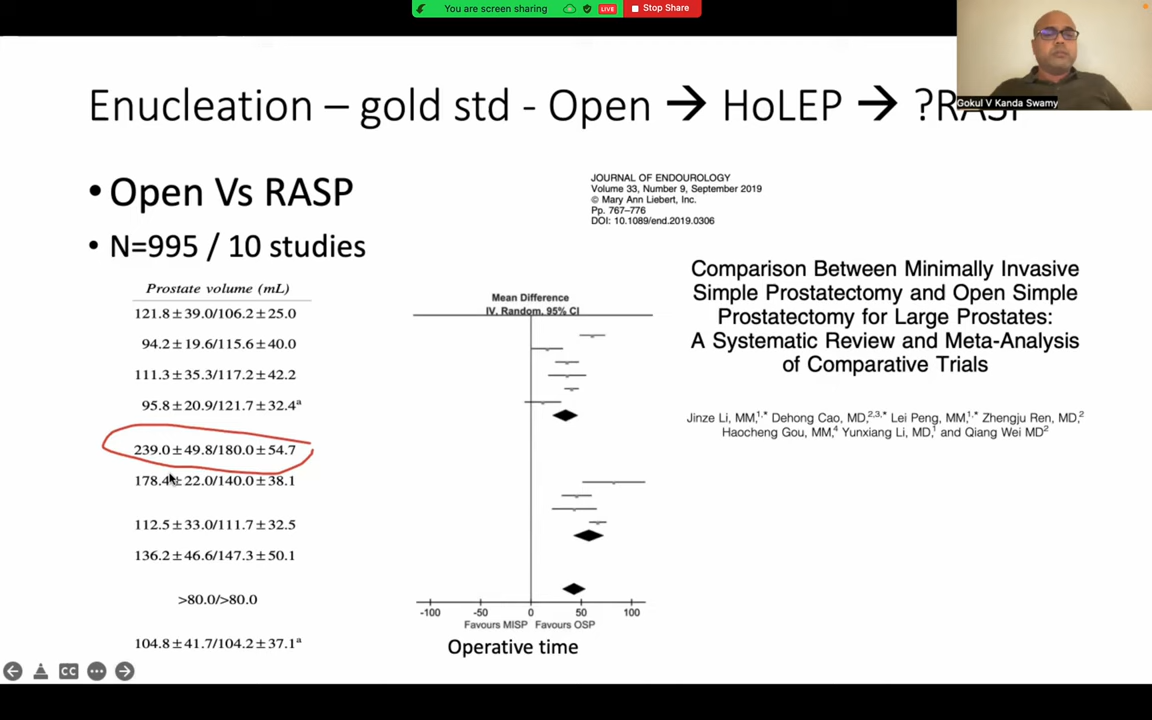 You are screen sharing
LIVE
Stop Share
Gokul V Kanda Swamy
Enucleation – gold std - Open → HoLEP → ?RASP
• Open Vs RASP
• N=995 / 10 studies
JOURNAL OF ENDOUROLOGY
Volume 33, Number 9, September 2019
© Mary Ann Liebert, Inc.
Pp. 767–776
DOI: 10.1089/end.2019.0306
Comparison Between Minimally Invasive
Simple Prostatectomy and Open Simple
Prostatectomy for Large Prostates:
A Systematic Review and Meta-Analysis
of Comparative Trials
Jinze Li, MM,1,* Dehong Cao, MD,2,3,* Lei Peng, MM,1,* Zhengju Ren, MD,2
Haocheng Gou, MM,4 Yunxiang Li, MD,1 and Qiang Wei MD2
Prostate volume (mL)
121.8 ± 39.0/106.2 ± 25.0
94.2 ± 19.6/115.6 ± 40.0
111.3 ± 35.3/117.2 ± 42.2
95.8 ± 20.9/121.7 ± 32.4a
239.0 ± 49.8/180.0 ± 54.7
178.4 ± 22.0/140.0 ± 38.1
112.5 ± 33.0/111.7 ± 32.5
136.2 ± 46.6/147.3 ± 50.1
>80.0/>80.0
104.8 ± 41.7/104.2 ± 37.1a
Mean Difference
IV, Random, 95% CI
-100 -50 0 50 100
Favours MISP Favours OSP
Operative time
CC